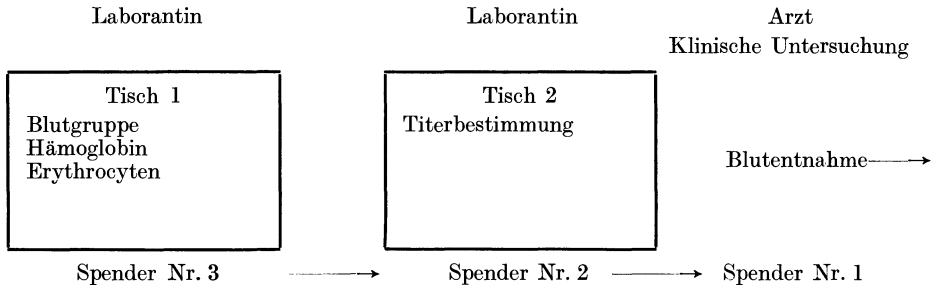 Laborantin
Laborantin
Arzt
Klinische Untersuchung
Tisch 1
Blutgruppe
Hämoglobin
Erythrocyten
Tisch 2
Titerbestimmung
Blutentnahme
Spender Nr. 3
Spender Nr. 2
Spender Nr. 1